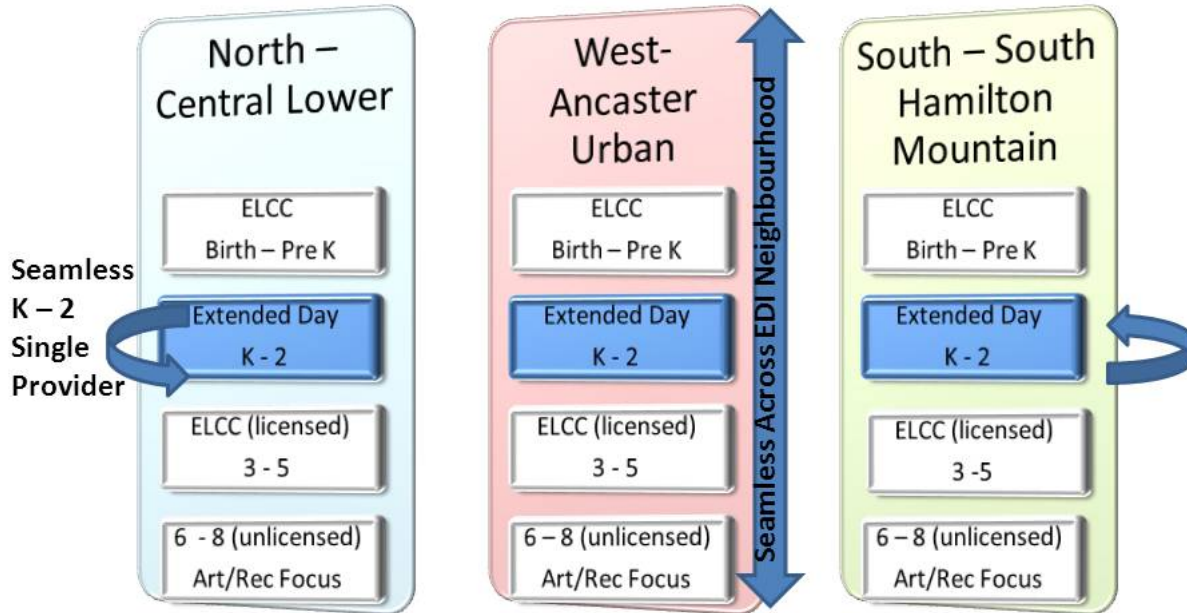 North –
Central Lower
ELCC
Birth – Pre K
Extended Day
K - 2
ELCC (licensed)
3 - 5
6 - 8 (unlicensed)
Art/Rec Focus
Seamless
K – 2
Single
Provider
West-
Ancaster
Urban
ELCC
Birth – Pre K
Extended Day
K - 2
ELCC (licensed)
3 - 5
6 – 8 (unlicensed)
Art/Rec Focus
Seamless Across EDI Neighbourhood
South – South
Hamilton
Mountain
ELCC
Birth – Pre K
Extended Day
K - 2
ELCC (licensed)
3 -5
6 – 8 (unlicensed)
Art/Rec Focus